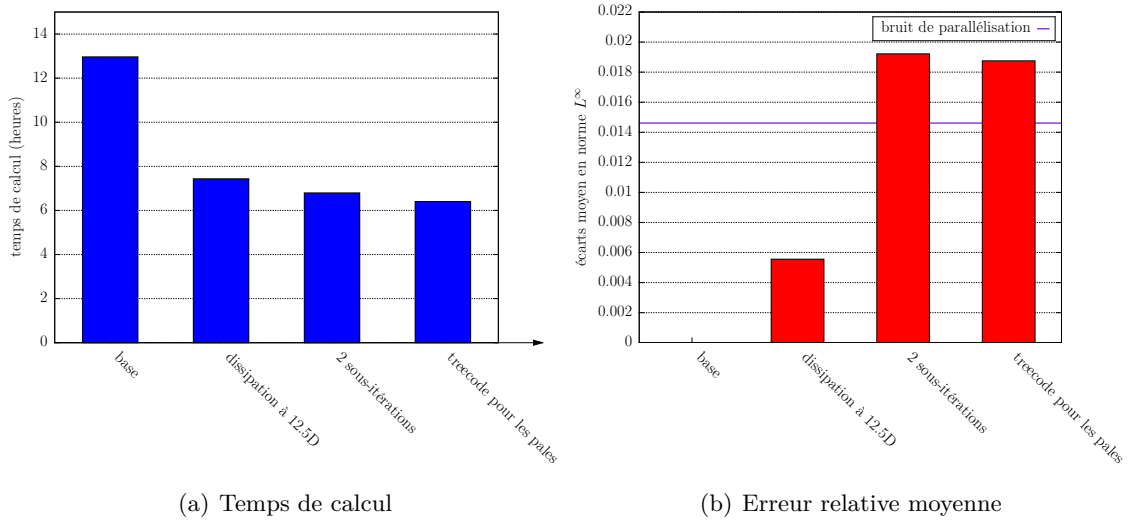 14
12
10
8
6
4
2
0
temps de calcul (heures)
base
dissipation à 12.5D
2 sous-itérations
treecode pour les pales
(a) Temps de calcul
0.022
0.02
0.018
0.016
0.014
0.012
0.01
0.008
0.006
0.004
0.002
0
écarts moyen en norme L∞
bruit de parallélisation
base
dissipation à 12.5D
2 sous-itérations
treecode pour les pales
(b) Erreur relative moyenne